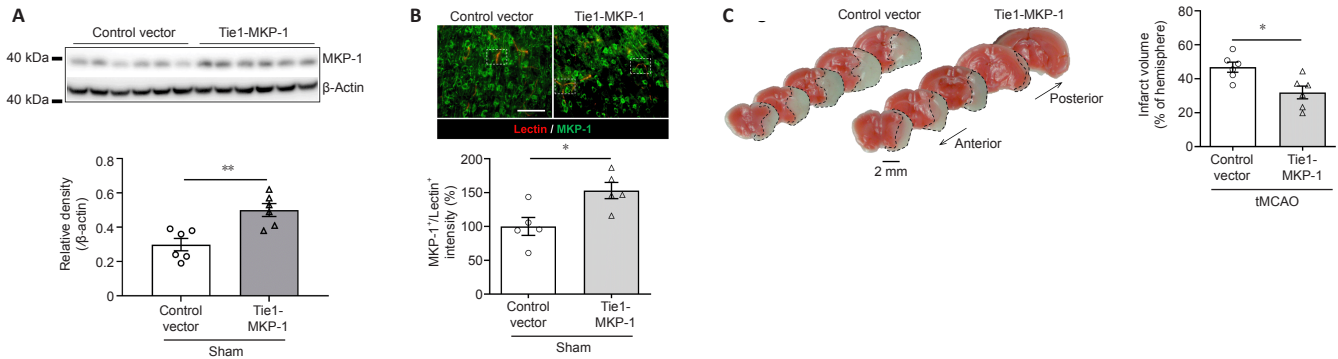 A
Control vector
Tie1-MKP-1
40 kDa
MKP-1
β-Actin
40 kDa
Relative density
(/β-actin)
0.8
0.6
0.4
0.2
0
**
Control
vector
Tie1-
MKP-1
Sham
B
Control vector
Tie1-MKP-1
Lectin / MKP-1
MKP-1⁺/Lectin⁺
intensity (%)
200
150
100
50
0
*
Control
vector
Tie1-
MKP-1
Sham
C
Control vector
Tie1-MKP-1
Posterior
Anterior
2 mm
Infarct volume
(% of hemisphere)
80
60
40
20
0
*
Control
vector
Tie1-
MKP-1
tMCAO